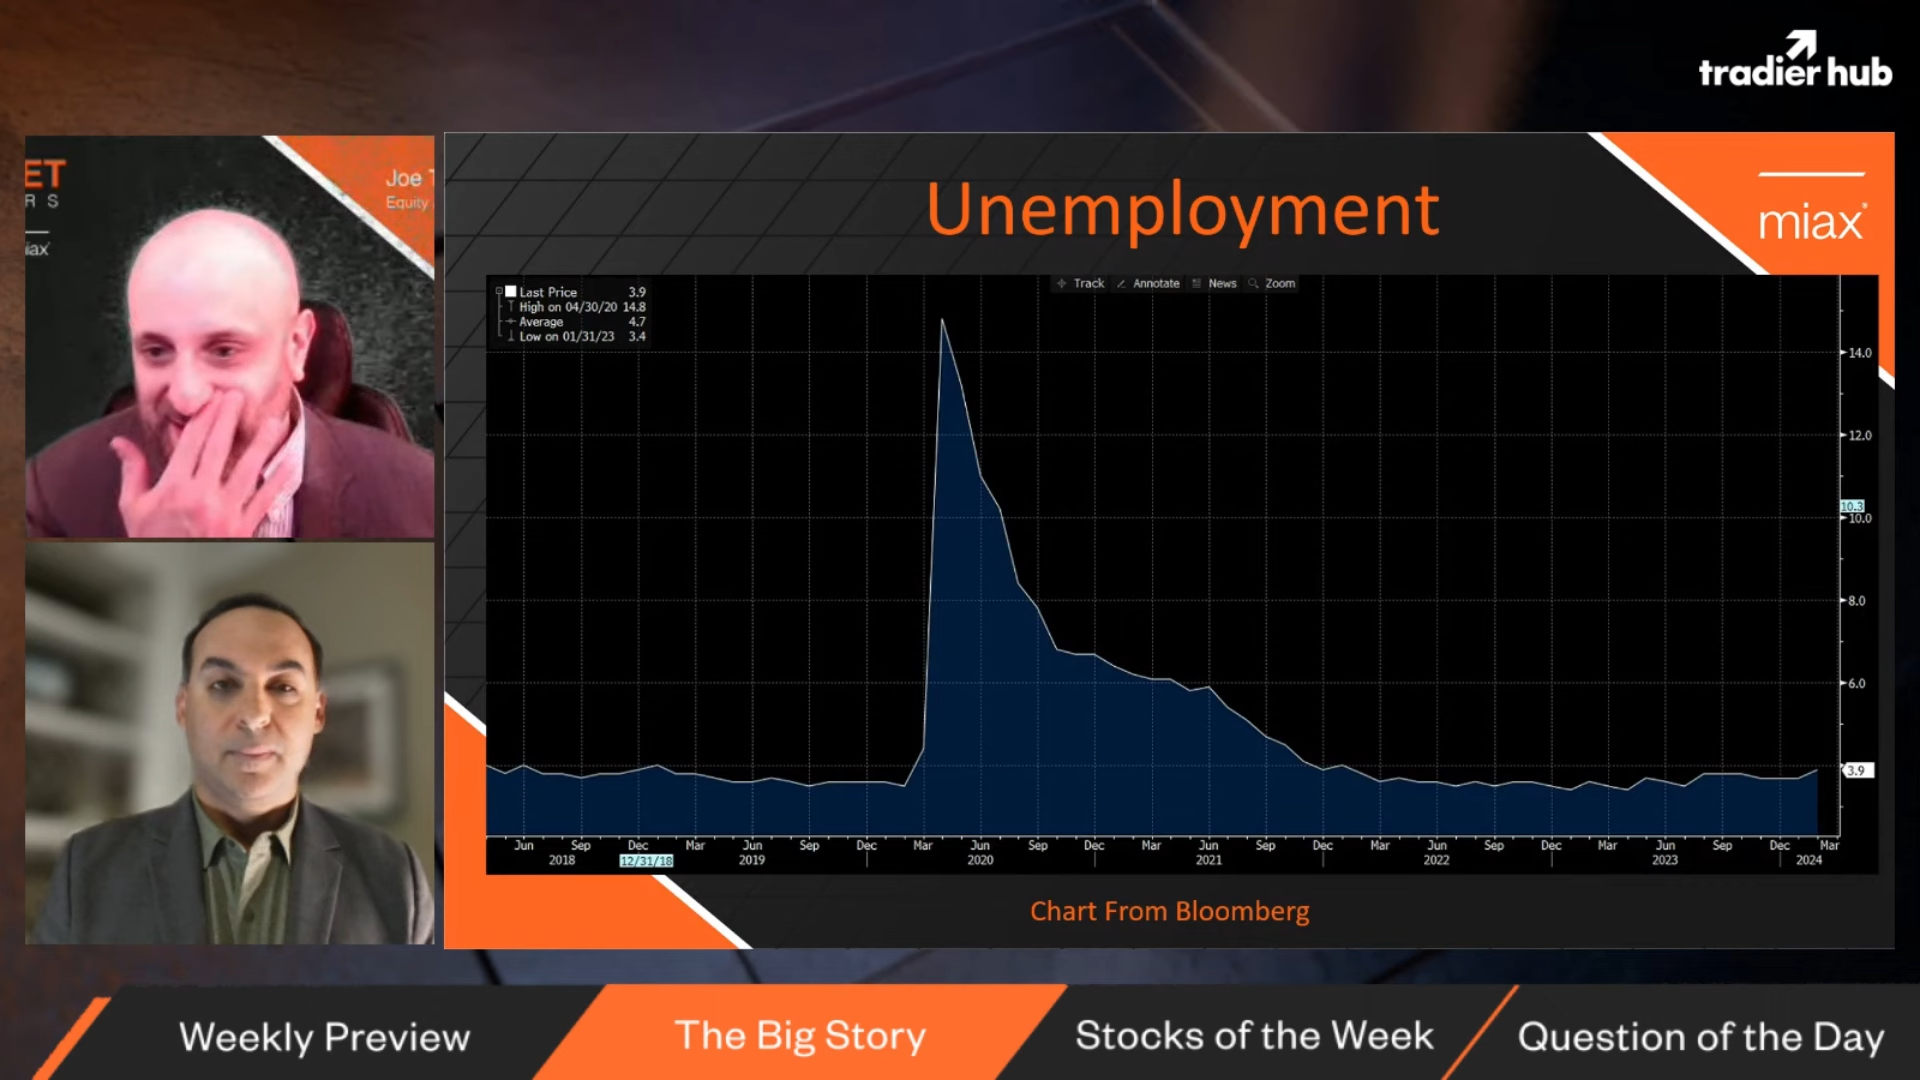 tradier hub
ET
R S
iax
Joe T
Equity
Unemployment
miax
Last Price 3.9
High on 04/30/20 14.8
Average 4.7
Low on 01/31/23 3.4
Track Annotate News Zoom
14.0
12.0
10.3
10.0
8.0
6.0
3.9
Jun Sep Dec Mar Jun Sep Dec Mar Jun Sep Dec Mar Jun Sep Dec Mar Jun Sep Dec Mar Jun Sep Dec Mar
2018 12/31/18 2019 2020 2021 2022 2023 2024
Chart From Bloomberg
Weekly Preview
The Big Story
Stocks of the Week
Question of the Day